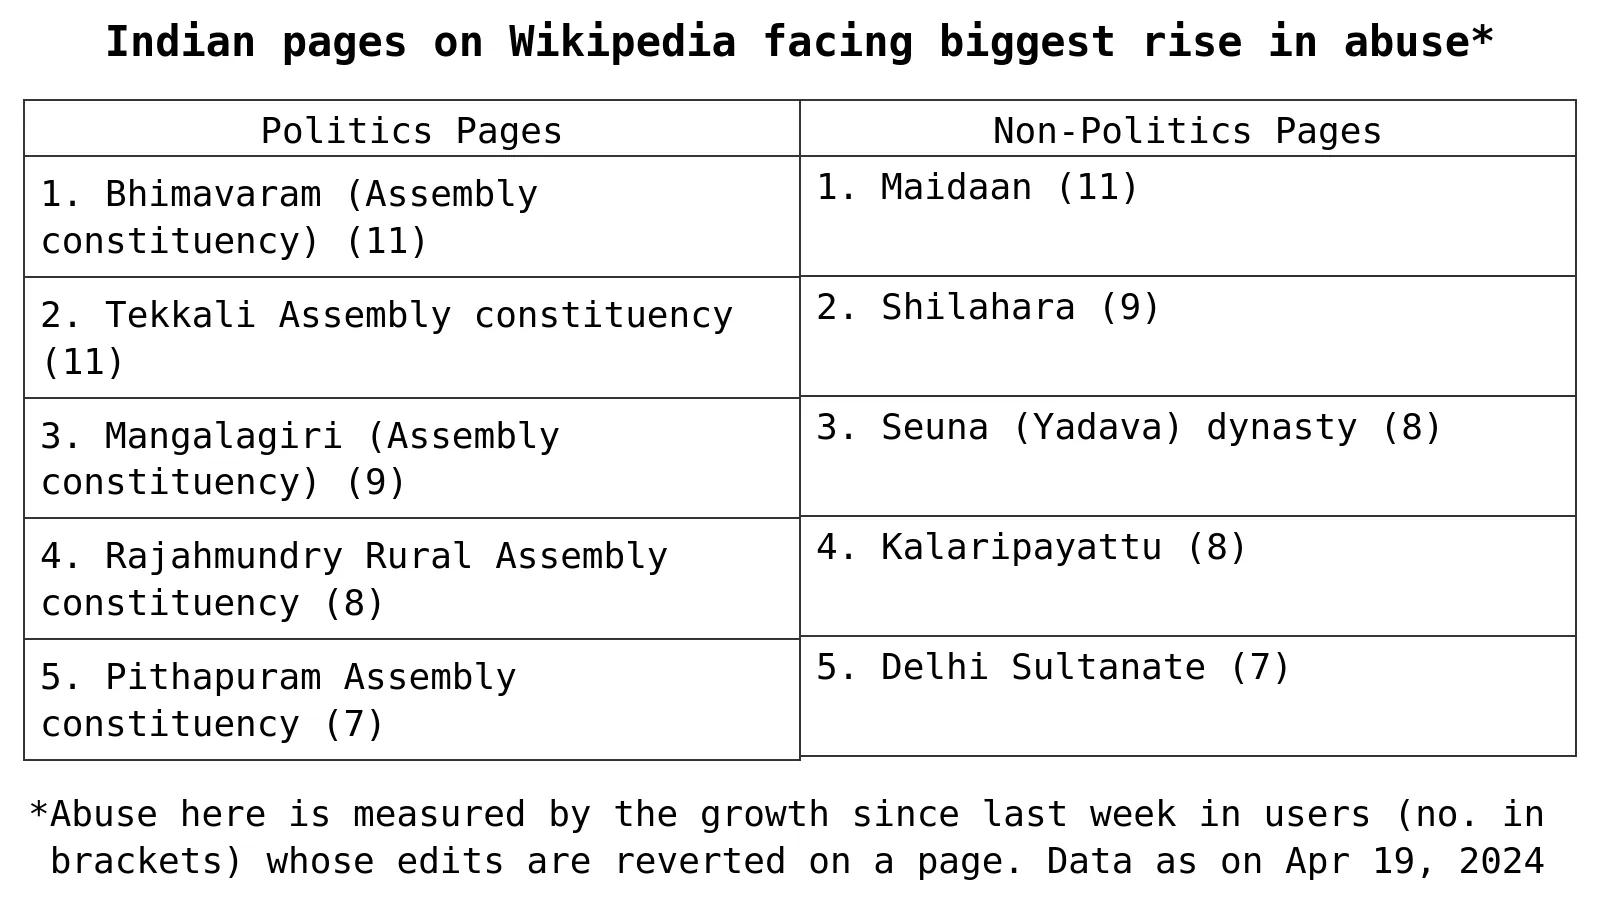 Indian pages on Wikipedia facing biggest rise in abuse*
Politics Pages
1. Bhimavaram (Assembly
constituency) (11)
2. Tekkali Assembly constituency
(11)
3. Mangalagiri (Assembly
constituency) (9)
4. Rajahmundry Rural Assembly
constituency (8)
5. Pithapuram Assembly
constituency (7)
Non-Politics Pages
1. Maidaan (11)
2. Shilahara (9)
3. Seuna (Yadava) dynasty (8)
4. Kalaripayattu (8)
5. Delhi Sultanate (7)
*Abuse here is measured by the growth since last week in users (no. in
brackets) whose edits are reverted on a page. Data as on Apr 19, 2024